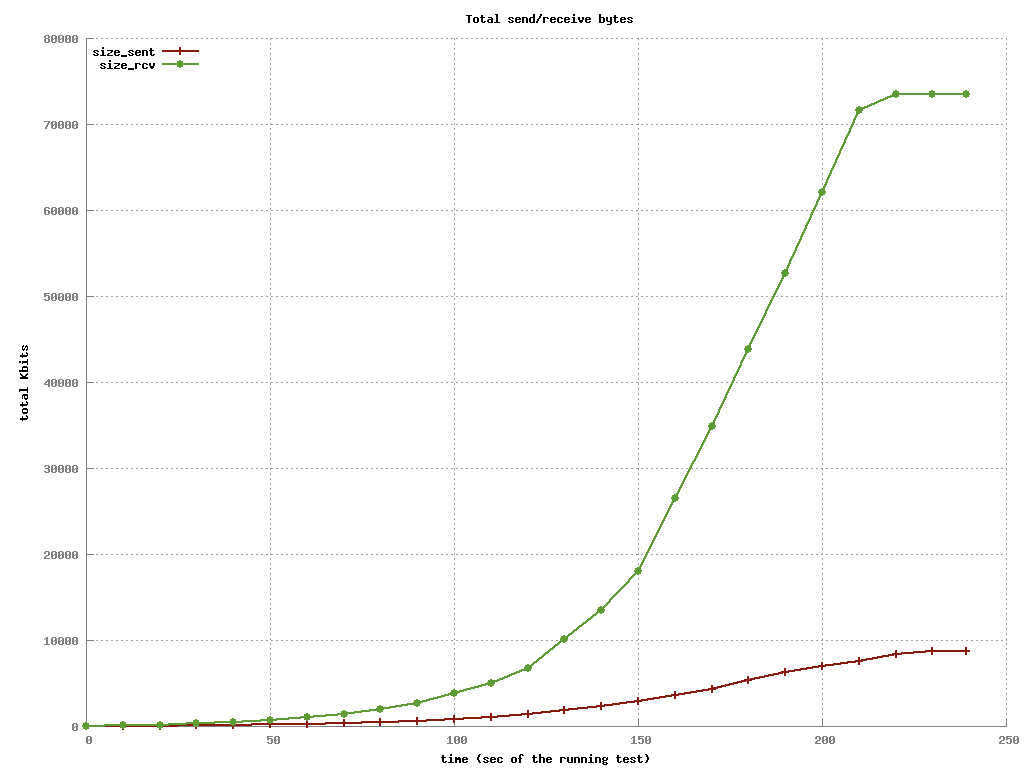 Total send/receive bytes
size_sent
size_rcv
80000
70000
60000
50000
40000
30000
20000
10000
0
total Kbits
0 50 100 150 200 250
time (sec of the running test)